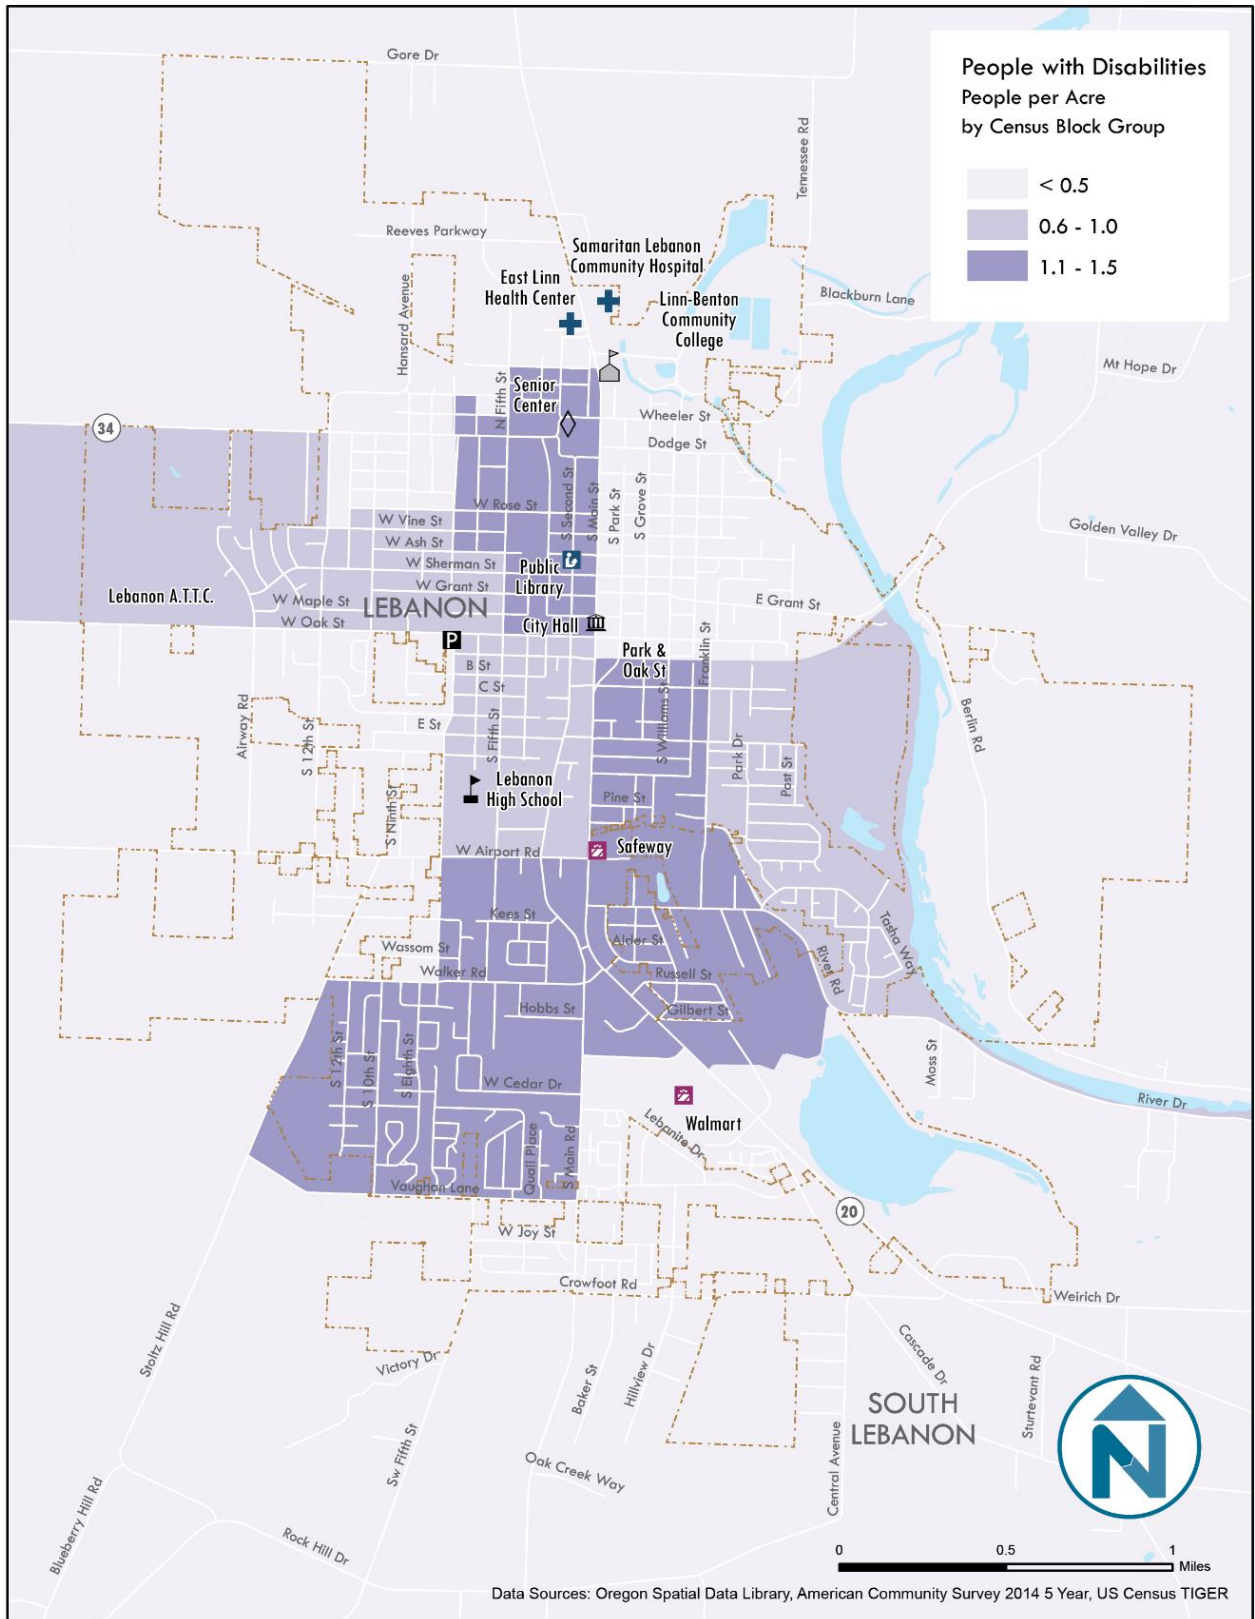 Gore Dr
People with Disabilities
People per Acre
by Census Block Group
< 0.5
0.6 - 1.0
1.1 - 1.5
Tennessee Rd
Reeves Parkway
Samaritan Lebanon
Community Hospital
East Linn
Health Center
Linn-Benton
Community
College
Blackburn Lane
Hansard Avenue
Mt Hope Dr
N Fifth St
Senior
Center
Wheeler St
34
Dodge St
W Rose St
S Second St
S Main St
S Park St
S Grove St
W Vine St
Golden Valley Dr
W Ash St
W Sherman St
Public
Library
W Grant St
Lebanon A.T.T.C.
W Maple St
LEBANON
E Grant St
W Oak St
City Hall
P
Park &
Oak St
Franklin St
B St
C St
S Williams St
Airway Rd
S 12th St
E St
S Fifth St
Park Dr
Post St
Berlin Rd
S Ninth St
Lebanon
High School
Pine St
W Airport Rd
Safeway
Kees St
Wassom St
Alder St
Tasha Way
River Rd
Walker Rd
Russell St
Hobbs St
Gilbert St
S 12th St
S 10th St
S Eighth St
W Cedar Dr
Moss St
River Dr
Walmart
Lebanite Dr
Quail Place
S Main Rd
Vaughan Lane
20
W Joy St
Crowfoot Rd
Weirich Dr
Stoltz Hill Rd
Victory Dr
Baker St
Hillview Dr
Cascade Dr
Sturtevant Rd
SOUTH
LEBANON
Sw Fifth St
Oak Creek Way
Central Avenue
N
Blueberry Hill Rd
Rock Hill Dr
0 0.5 1
Miles
Data Sources: Oregon Spatial Data Library, American Community Survey 2014 5 Year, US Census TIGER